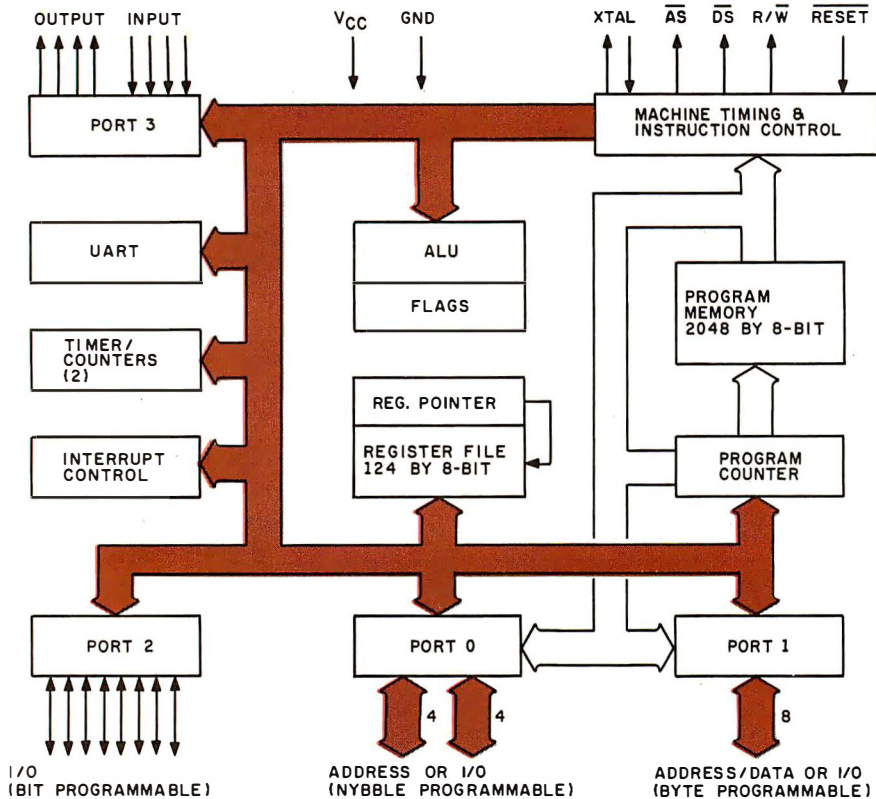 OUTPUT INPUT
VCC GND
XTAL AS DS R/W RESET
PORT 3
MACHINE TIMING &
INSTRUCTION CONTROL
UART
ALU
FLAGS
PROGRAM
MEMORY
2048 BY 8-BIT
TIMER/
COUNTERS
(2)
REG. POINTER
REGISTER FILE
124 BY 8-BIT
INTERRUPT
CONTROL
PROGRAM
COUNTER
PORT 2
PORT 0
PORT 1
4 4
8
I/O
(BIT PROGRAMMABLE)
ADDRESS OR I/O
(NYBBLE PROGRAMMABLE)
ADDRESS/DATA OR I/O
(BYTE PROGRAMMABLE)